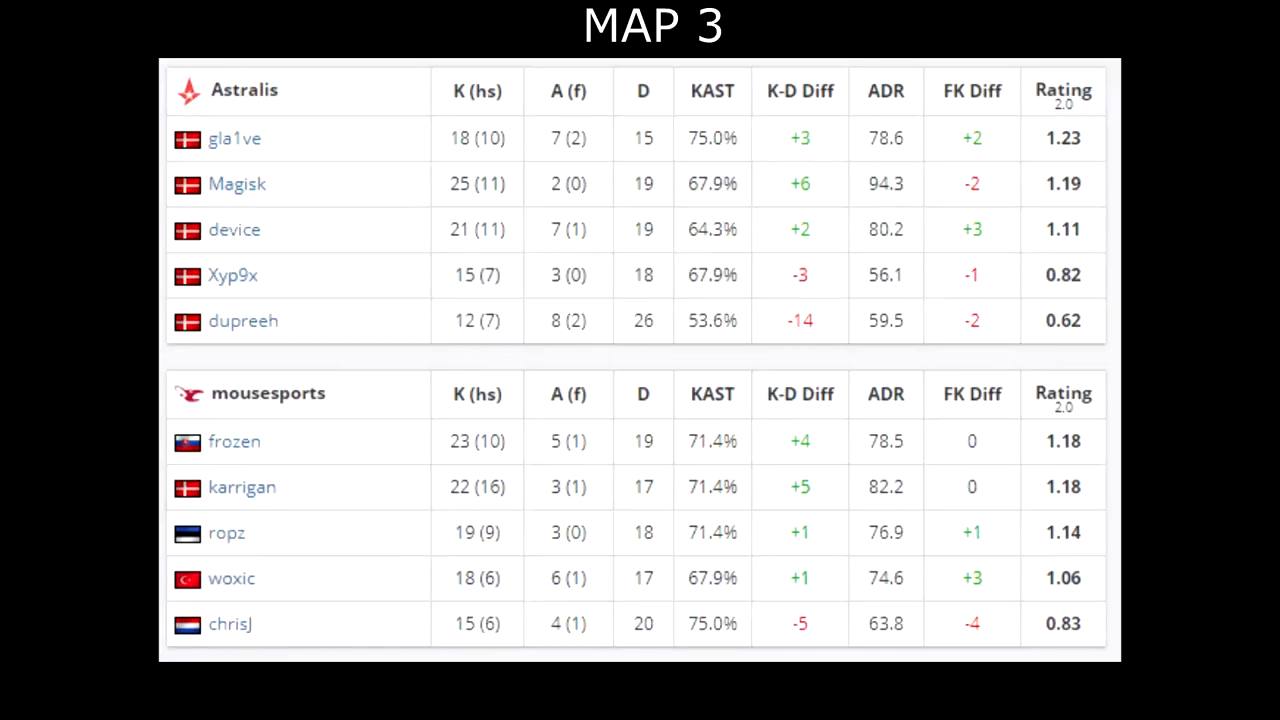 MAP 3
Astralis K (hs) A (f) D KAST K-D Diff ADR FK Diff Rating 2.0
gla1ve 18 (10) 7 (2) 15 75.0% +3 78.6 +2 1.23
Magisk 25 (11) 2 (0) 19 67.9% +6 94.3 -2 1.19
device 21 (11) 7 (1) 19 64.3% +2 80.2 +3 1.11
Xyp9x 15 (7) 3 (0) 18 67.9% -3 56.1 -1 0.82
dupreeh 12 (7) 8 (2) 26 53.6% -14 59.5 -2 0.62
mousesports K (hs) A (f) D KAST K-D Diff ADR FK Diff Rating 2.0
frozen 23 (10) 5 (1) 19 71.4% +4 78.5 0 1.18
karrigan 22 (16) 3 (1) 17 71.4% +5 82.2 0 1.18
ropz 19 (9) 3 (0) 18 71.4% +1 76.9 +1 1.14
woxic 18 (6) 6 (1) 17 67.9% +1 74.6 +3 1.06
chrisJ 15 (6) 4 (1) 20 75.0% -5 63.8 -4 0.83